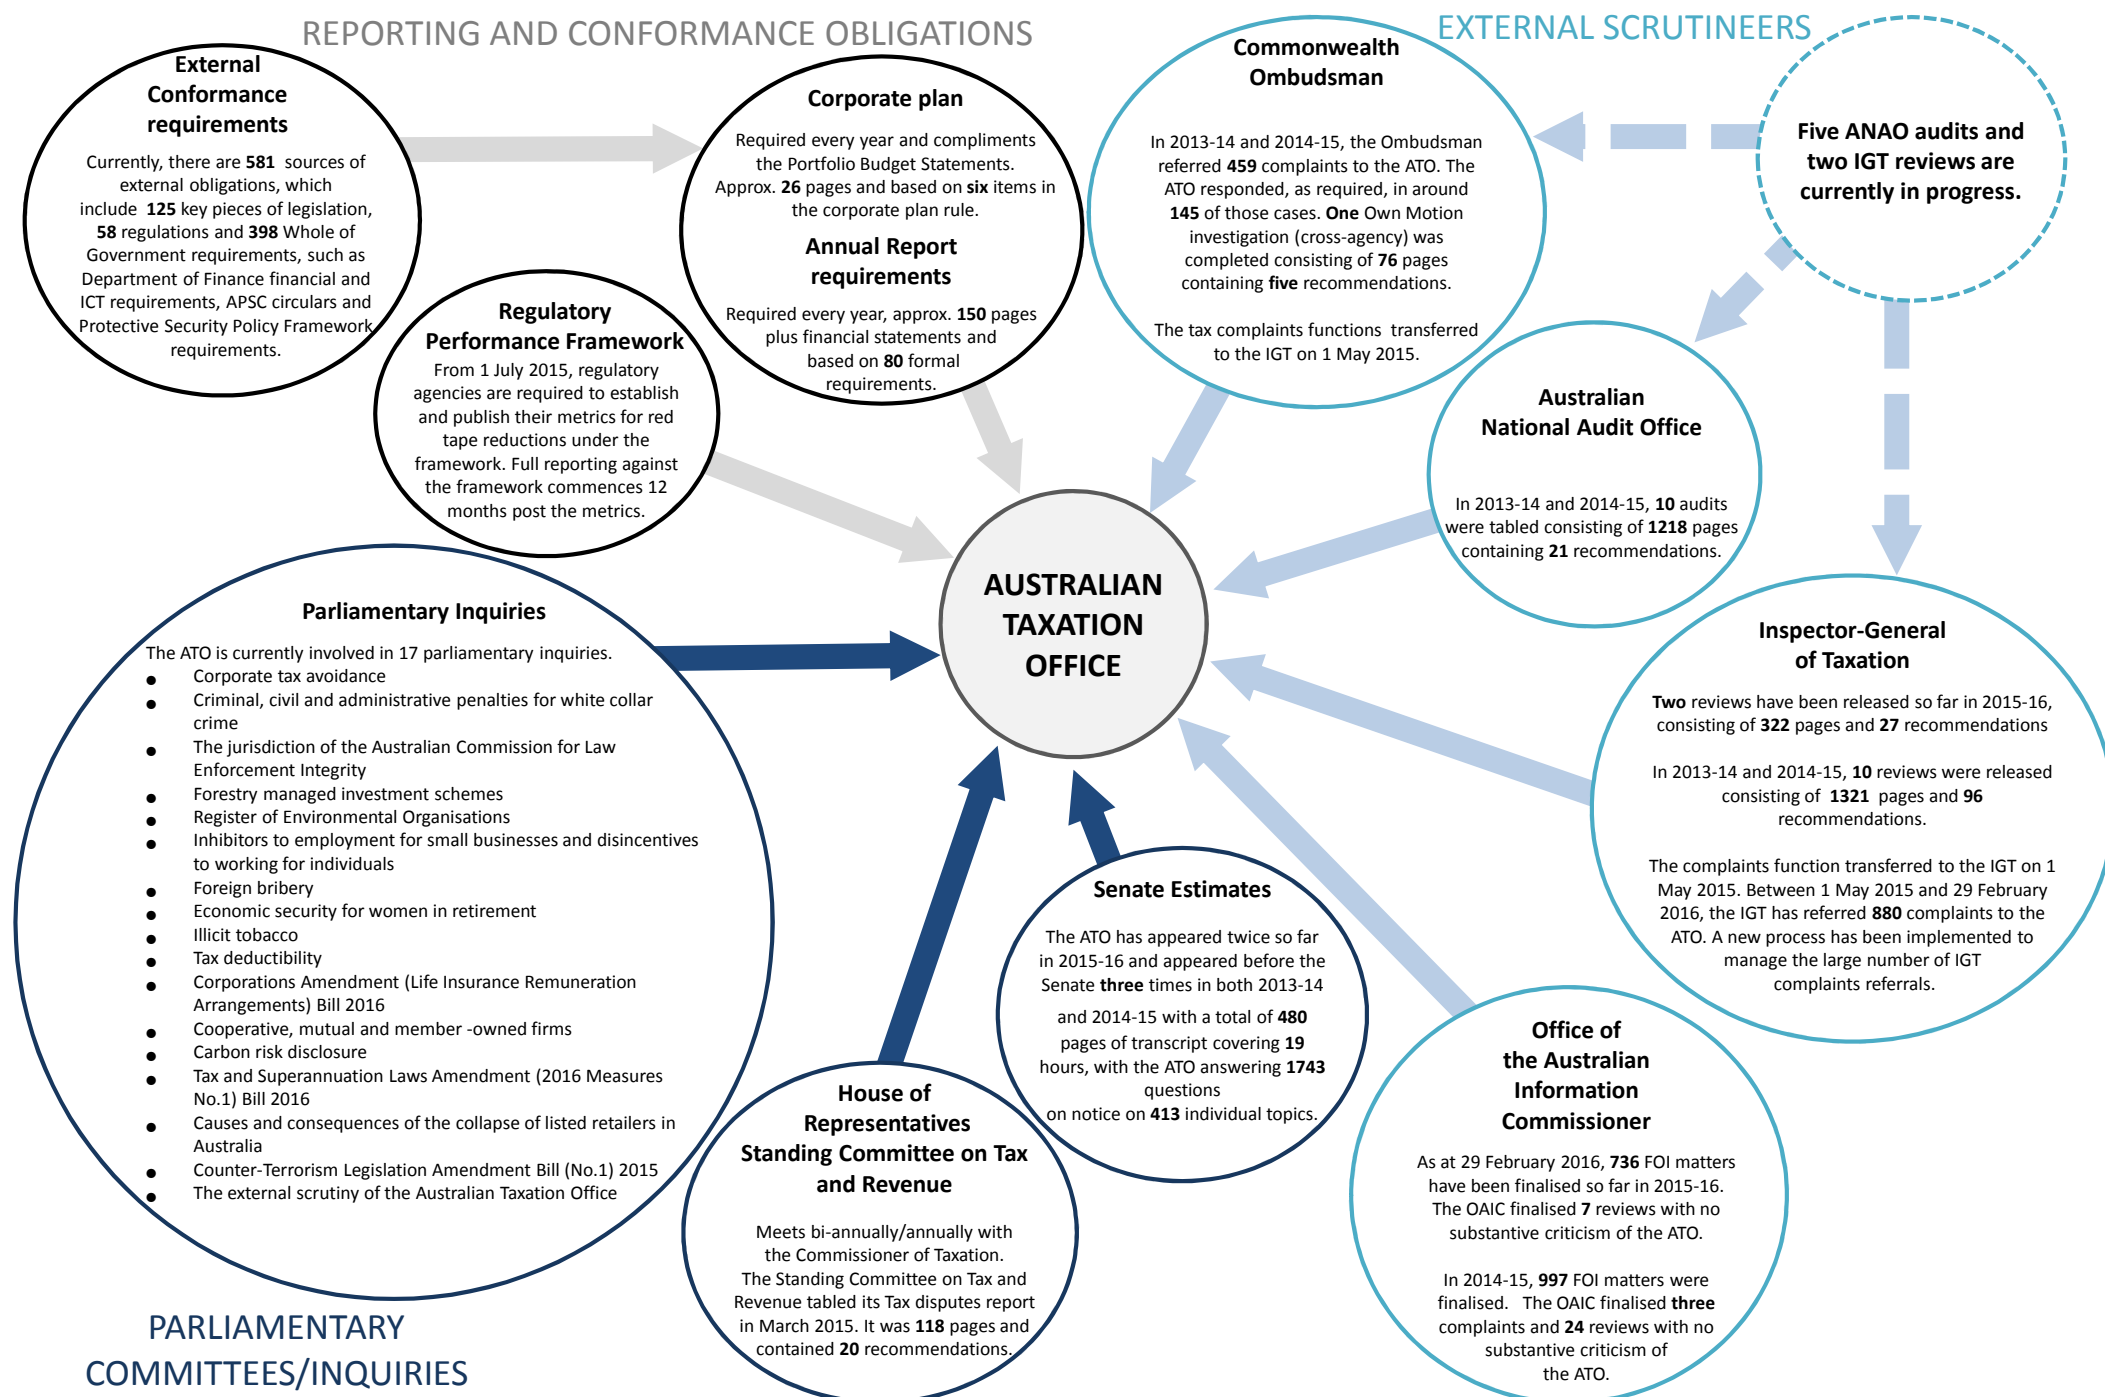 REPORTING AND CONFORMANCE OBLIGATIONS
EXTERNAL SCRUTINEERS
External
Conformance
requirements
Currently, there are 581 sources of
external obligations, which
include 125 key pieces of legislation,
58 regulations and 398 Whole of
Government requirements, such as
Department of Finance financial and
ICT requirements, APSC circulars and
Protective Security Policy Framework
requirements.
Corporate plan
Required every year and compliments
the Portfolio Budget Statements.
Approx. 26 pages and based on six items in
the corporate plan rule.
Annual Report
requirements
Required every year, approx. 150 pages
plus financial statements and
based on 80 formal
requirements.
Regulatory
Performance Framework
From 1 July 2015, regulatory
agencies are required to establish
and publish their metrics for red
tape reductions under the
framework. Full reporting against
the framework commences 12
months post the metrics.
Commonwealth
Ombudsman
In 2013-14 and 2014-15, the Ombudsman
referred 459 complaints to the ATO. The
ATO responded, as required, in around
145 of those cases. One Own Motion
investigation (cross-agency) was
completed consisting of 76 pages
containing five recommendations.
The tax complaints functions transferred
to the IGT on 1 May 2015.
Five ANAO audits and
two IGT reviews are
currently in progress.
Australian
National Audit Office
In 2013-14 and 2014-15, 10 audits
were tabled consisting of 1218 pages
containing 21 recommendations.
AUSTRALIAN
TAXATION
OFFICE
Inspector-General
of Taxation
Two reviews have been released so far in 2015-16,
consisting of 322 pages and 27 recommendations
In 2013-14 and 2014-15, 10 reviews were released
consisting of 1321 pages and 96
recommendations.
The complaints function transferred to the IGT on 1
May 2015. Between 1 May 2015 and 29 February
2016, the IGT has referred 880 complaints to the
ATO. A new process has been implemented to
manage the large number of IGT
complaints referrals.
Parliamentary Inquiries
The ATO is currently involved in 17 parliamentary inquiries.
● Corporate tax avoidance
● Criminal, civil and administrative penalties for white collar
crime
● The jurisdiction of the Australian Commission for Law
Enforcement Integrity
● Forestry managed investment schemes
● Register of Environmental Organisations
● Inhibitors to employment for small businesses and disincentives
to working for individuals
● Foreign bribery
● Economic security for women in retirement
● Illicit tobacco
● Tax deductibility
● Corporations Amendment (Life Insurance Remuneration
Arrangements) Bill 2016
● Cooperative, mutual and member -owned firms
● Carbon risk disclosure
● Tax and Superannuation Laws Amendment (2016 Measures
No.1) Bill 2016
● Causes and consequences of the collapse of listed retailers in
Australia
● Counter-Terrorism Legislation Amendment Bill (No.1) 2015
● The external scrutiny of the Australian Taxation Office
Senate Estimates
The ATO has appeared twice so far
in 2015-16 and appeared before the
Senate three times in both 2013-14
and 2014-15 with a total of 480
pages of transcript covering 19
hours, with the ATO answering 1743
questions
on notice on 413 individual topics.
House of
Representatives
Standing Committee on Tax
and Revenue
Meets bi-annually/annually with
the Commissioner of Taxation.
The Standing Committee on Tax and
Revenue tabled its Tax disputes report
in March 2015. It was 118 pages and
contained 20 recommendations.
Office of
the Australian
Information
Commissioner
As at 29 February 2016, 736 FOI matters
have been finalised so far in 2015-16.
The OAIC finalised 7 reviews with no
substantive criticism of the ATO.
In 2014-15, 997 FOI matters were
finalised. The OAIC finalised three
complaints and 24 reviews with no
substantive criticism of
the ATO.
PARLIAMENTARY
COMMITTEES/INQUIRIES